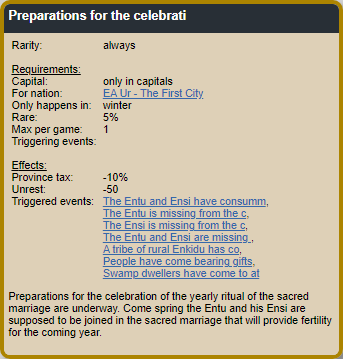 Preparations for the celebrati
Rarity: always
Requirements:
Capital: only in capitals
For nation: EA Ur - The First City
Only happens in: winter
Rare: 5%
Max per game: 1
Triggering events:
Effects:
Province tax: -10%
Unrest: -50
Triggered events: The Entu and Ensi have consumm,
The Entu is missing from the c,
The Ensi is missing from the c,
The Entu and Ensi are missing ,
A tribe of rural Enkidu has co,
People have come bearing gifts,
Swamp dwellers have come to at
Preparations for the celebration of the yearly ritual of the sacred
marriage are underway. Come spring the Entu and his Ensi are
supposed to be joined in the sacred marriage that will provide fertility
for the coming year.